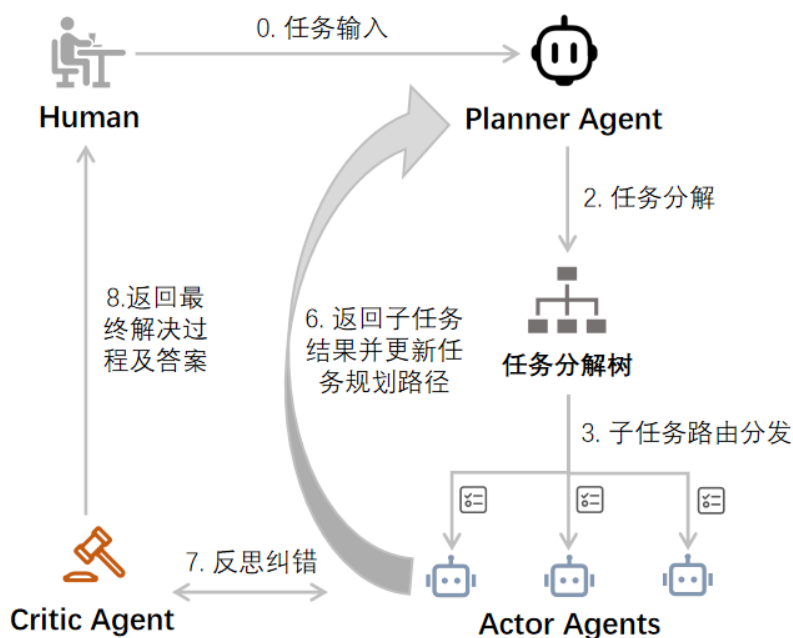 0. 任务输入
Human
Planner Agent
2. 任务分解
8.返回最
终解决过
程及答案
6. 返回子任务
结果并更新任
务规划路径
任务分解树
3. 子任务路由分发
7. 反思纠错
Critic Agent
Actor Agents